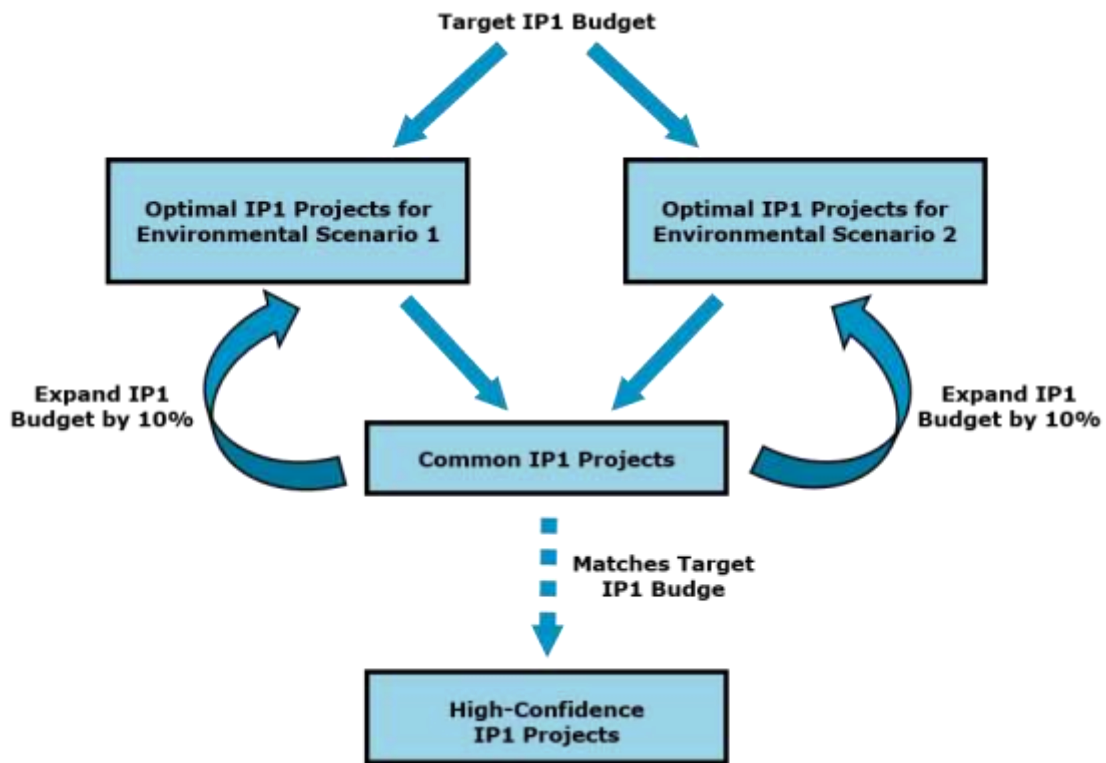 Target IP1 Budget
Optimal IP1 Projects for
Environmental Scenario 1
Optimal IP1 Projects for
Environmental Scenario 2
Expand IP1
Budget by 10%
Expand IP1
Budget by 10%
Common IP1 Projects
Matches Target
IP1 Budge
High-Confidence
IP1 Projects